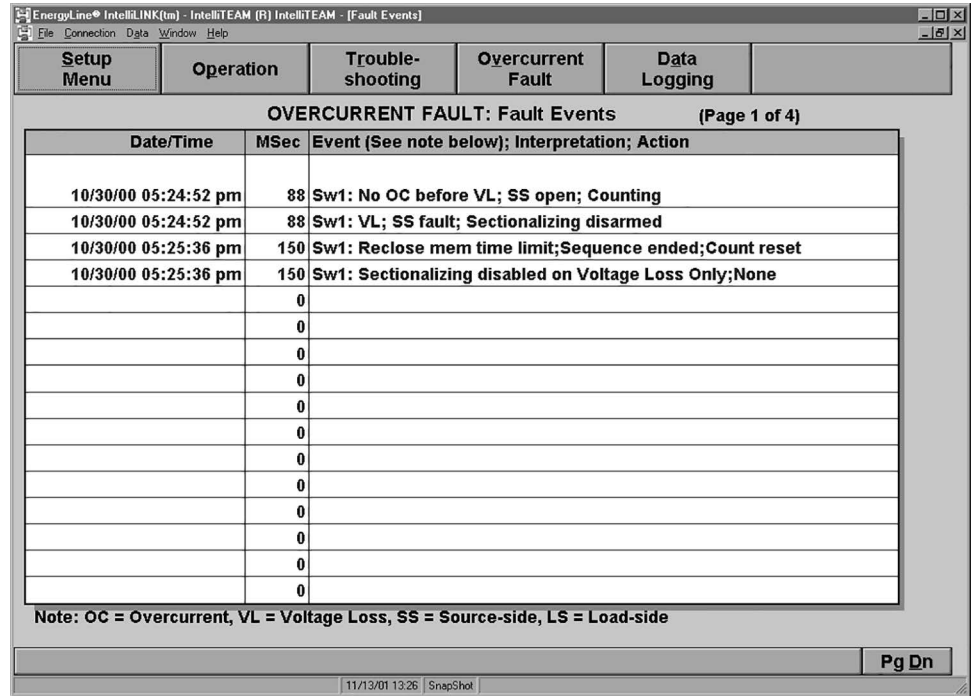 EnergyLine® IntelliLINK(tm) - IntelliTEAM (R) IntelliTEAM - [Fault Events]
File Connection Data Window Help
Setup Menu Operation Trouble-shooting Overcurrent Fault Data Logging
OVERCURRENT FAULT: Fault Events (Page 1 of 4)
Date/Time MSec Event (See note below); Interpretation; Action
10/30/00 05:24:52 pm 88 Sw1: No OC before VL; SS open; Counting
10/30/00 05:24:52 pm 88 Sw1: VL; SS fault; Sectionalizing disarmed
10/30/00 05:25:36 pm 150 Sw1: Reclose mem time limit;Sequence ended;Count reset
10/30/00 05:25:36 pm 150 Sw1: Sectionalizing disabled on Voltage Loss Only;None
0
0
0
0
0
0
0
0
0
0
0
0
Note: OC = Overcurrent, VL = Voltage Loss, SS = Source-side, LS = Load-side
Pg Dn
11/13/01 13:26 SnapShot